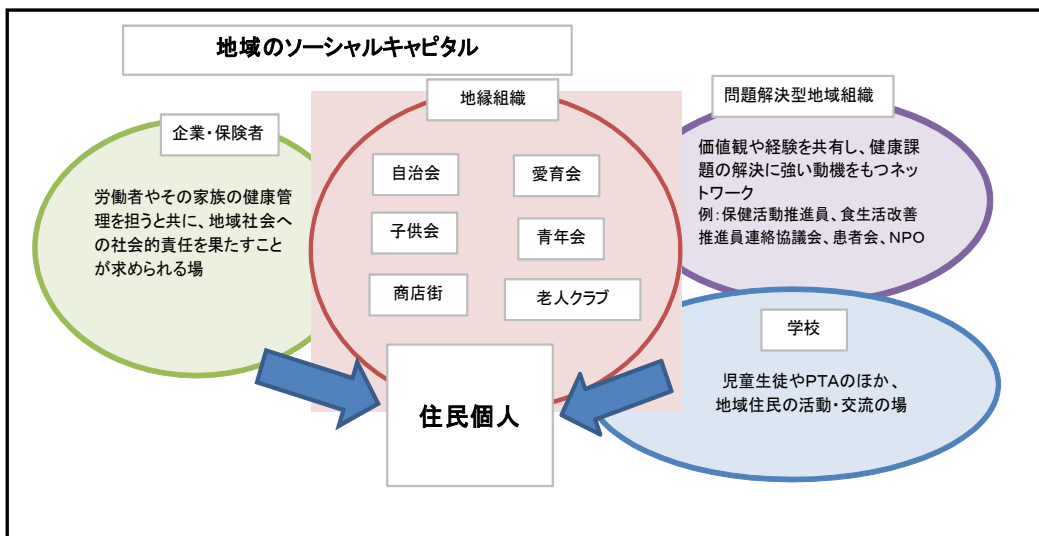 地域のソーシャルキャピタル
企業・保険者
労働者やその家族の健康管
理を担うと共に、地域社会へ
の社会的責任を果たすこと
が求められる場
地縁組織
自治会
愛育会
子供会
青年会
商店街
老人クラブ
問題解決型地域組織
価値観や経験を共有し、健康課
題の解決に強い動機をもつネッ
トワーク
例：保健活動推進員、食生活改善
推進員連絡協議会、患者会、NPO
学校
児童生徒やPTAのほか、
地域住民の活動・交流の場
住民個人